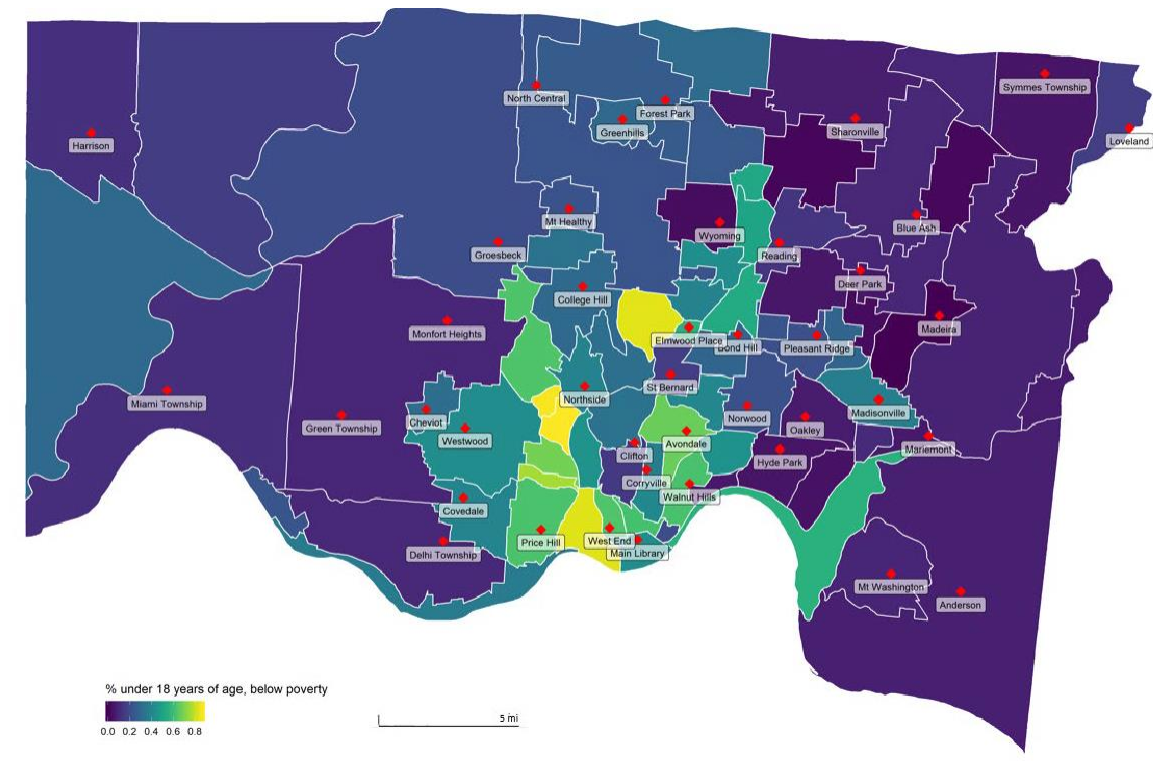 Symmes Township
North Central
Forest Park
Greenhills
Sharonville
Loveland
Harrison
Mt Healthy
Wyoming
Blue Ash
Groesbeck
Reading
Deer Park
College Hill
Monfort Heights
Elmwood Place
Bond Hill
Pleasant Ridge
Madeira
St Bernard
Northside
Miami Township
Green Township
Cheviot
Westwood
Norwood
Oakley
Madisonville
Avondale
Clifton
Hyde Park
Mariemont
Corryville
Walnut Hills
Covedale
Delhi Township
Price Hill
West End
Main Library
Mt Washington
Anderson
% under 18 years of age, below poverty
0.0 0.2 0.4 0.6 0.8
5 mi